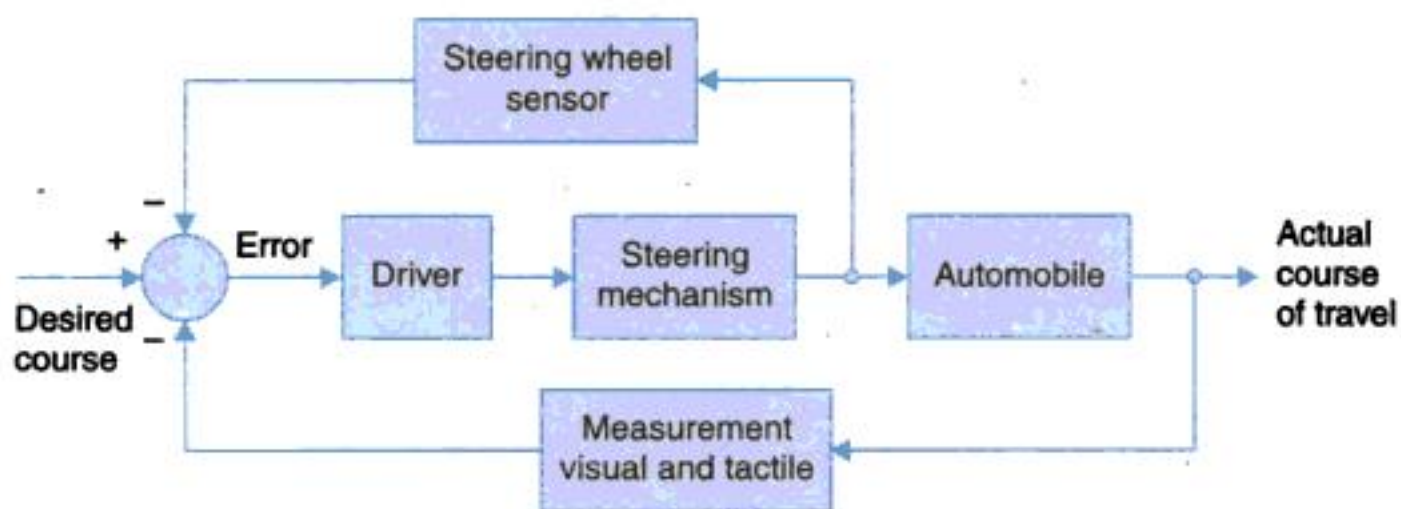 Steering wheel
sensor
−
+
Error
Desired
course
−
Driver
Steering
mechanism
Automobile
Actual
course
of travel
Measurement
visual and tactile